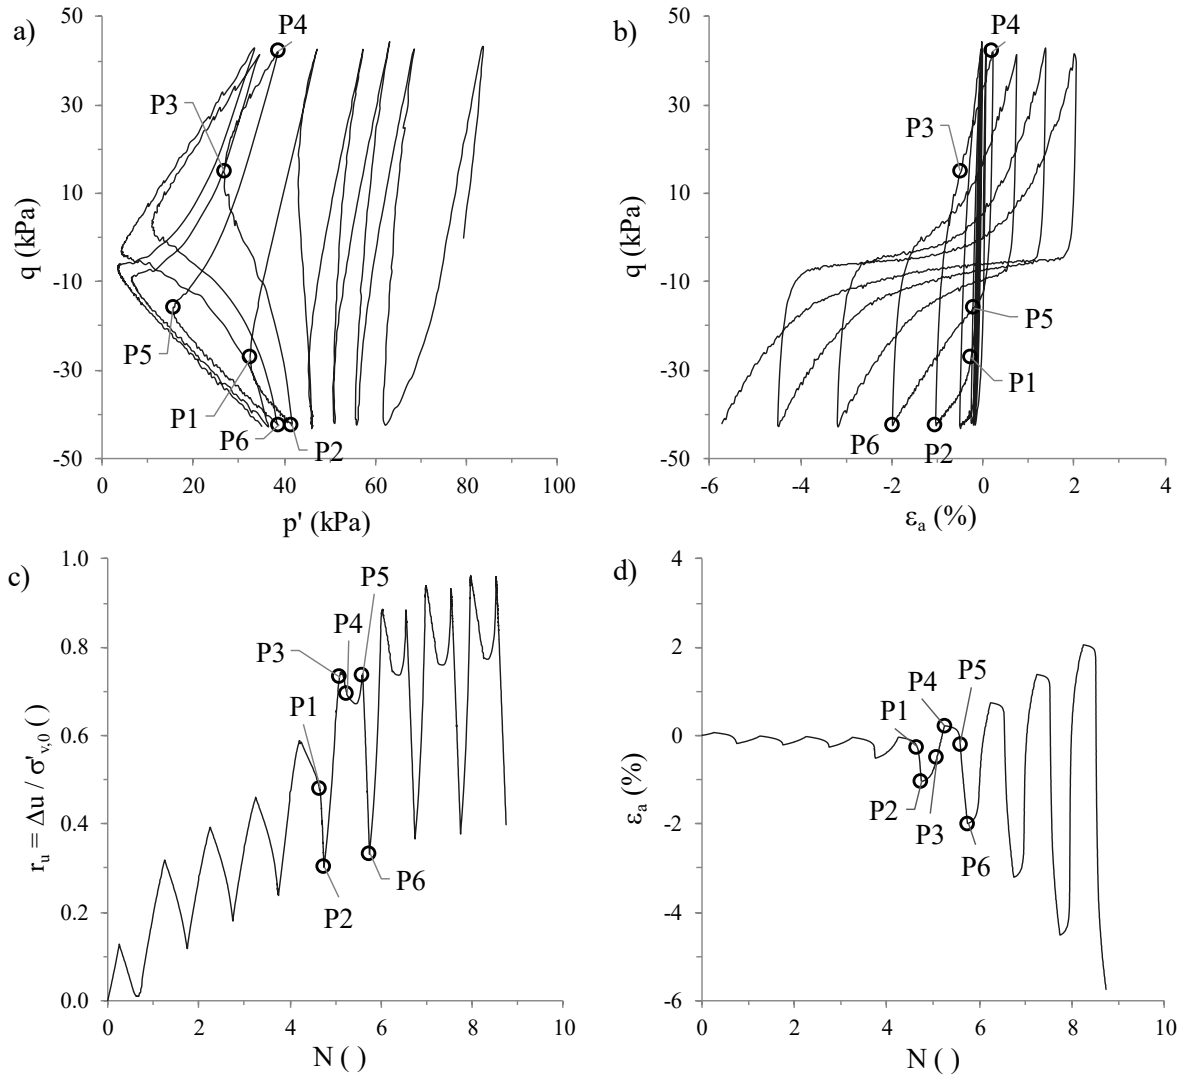 a)
50
30
10
-10
-30
-50
q (kPa)
0
20
40
60
80
100
p' (kPa)
P4
P3
P5
P1
P6
P2
b)
50
30
10
-10
-30
-50
q (kPa)
-6
-4
-2
0
2
4
εa (%)
P4
P3
P5
P1
P6
P2
c)
1.0
0.8
0.6
0.4
0.2
0.0
ru = Δu / σ'v,0 ( )
0
2
4
6
8
10
N ( )
P5
P4
P3
P1
P6
P2
d)
4
2
0
-2
-4
-6
εa (%)
0
2
4
6
8
10
N ( )
P4
P5
P1
P2
P3
P6